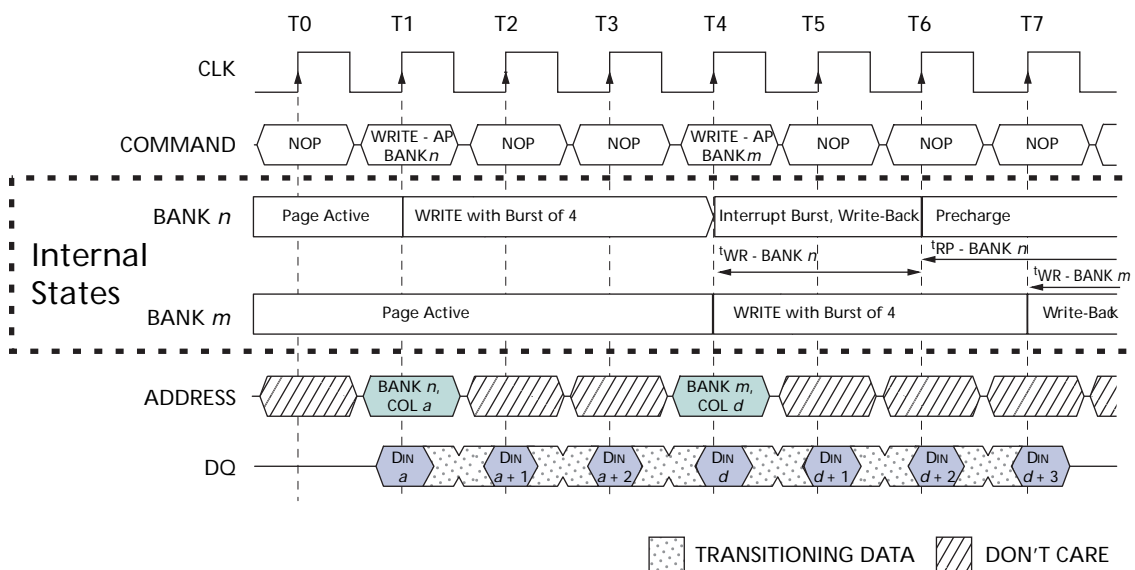 T0 T1 T2 T3 T4 T5 T6 T7
CLK
COMMAND NOP WRITE - AP NOP NOP WRITE - AP NOP NOP NOP
BANK n BANK m
BANK n Page Active WRITE with Burst of 4 Interrupt Burst, Write-Back Precharge
Internal
States
tWR - BANK n tRP - BANK n
tWR - BANK m
BANK m Page Active WRITE with Burst of 4 Write-Back
ADDRESS BANK n, BANK m,
COL a COL d
DQ DIN DIN DIN DIN DIN DIN DIN
a a + 1 a + 2 d d + 1 d + 2 d + 3
TRANSITIONING DATA DON'T CARE